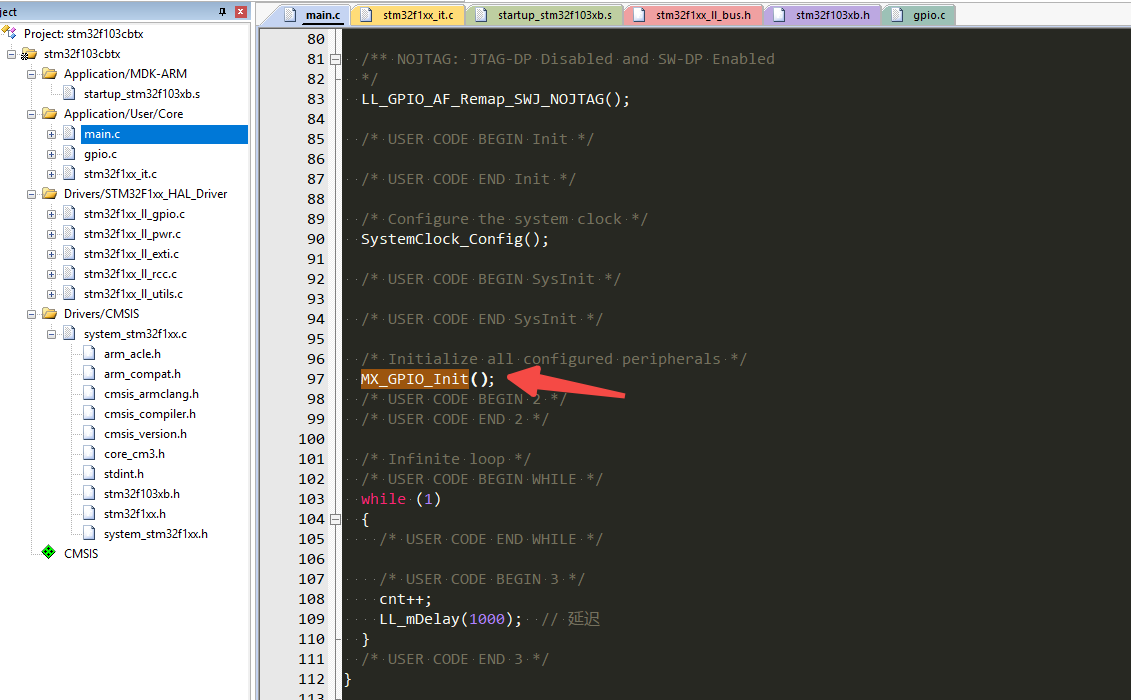 ject
Project: stm32f103cbtx
stm32f103cbtx
Application/MDK-ARM
startup_stm32f103xb.s
Application/User/Core
main.c
gpio.c
stm32f1xx_it.c
Drivers/STM32F1xx_HAL_Driver
stm32f1xx_ll_gpio.c
stm32f1xx_ll_pwr.c
stm32f1xx_ll_exti.c
stm32f1xx_ll_rcc.c
stm32f1xx_ll_utils.c
Drivers/CMSIS
system_stm32f1xx.c
arm_acle.h
arm_compat.h
cmsis_armclang.h
cmsis_compiler.h
cmsis_version.h
core_cm3.h
stdint.h
stm32f103xb.h
stm32f1xx.h
system_stm32f1xx.h
CMSIS
main.c stm32f1xx_it.c startup_stm32f103xb.s stm32f1xx_ll_bus.h stm32f103xb.h gpio.c
80
81 /** NOJTAG: JTAG-DP Disabled and SW-DP Enabled
82 */
83 LL_GPIO_AF_Remap_SWJ_NOJTAG();
84
85 /* USER CODE BEGIN Init */
86
87 /* USER CODE END Init */
88
89 /* Configure the system clock */
90 SystemClock_Config();
91
92 /* USER CODE BEGIN SysInit */
93
94 /* USER CODE END SysInit */
95
96 /* Initialize all configured peripherals */
97 MX_GPIO_Init();
98 /* USER CODE BEGIN 2 */
99 /* USER CODE END 2 */
100
101 /* Infinite loop */
102 /* USER CODE BEGIN WHILE */
103 while (1)
104 {
105 /* USER CODE END WHILE */
106
107 /* USER CODE BEGIN 3 */
108 cnt++;
109 LL_mDelay(1000); // 延迟
110 }
111 /* USER CODE END 3 */
112 }
113